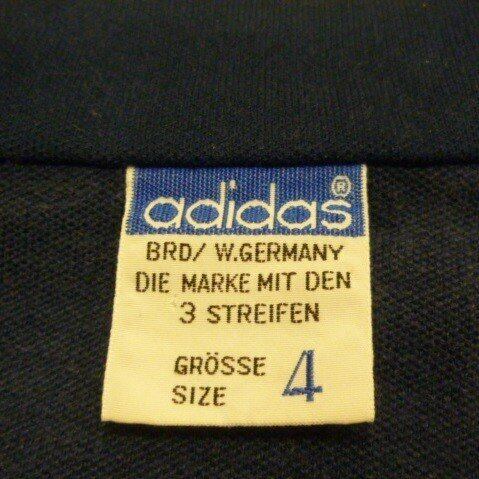 adidas®
BRD/ W.GERMANY
DIE MARKE MIT DEN
3 STREIFEN
GRÖSSE
SIZE 4